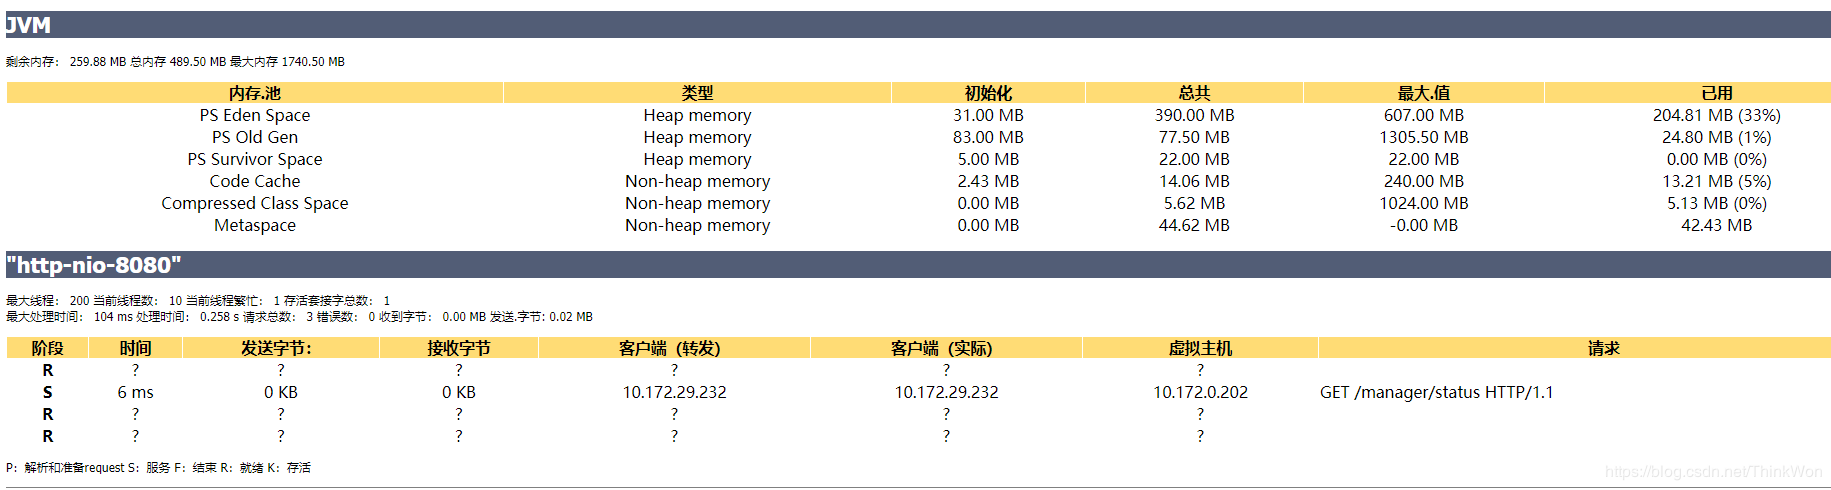 JVM
剩余内存： 259.88 MB 总内存 489.50 MB 最大内存 1740.50 MB
内存.池 类型 初始化 总共 最大.值 已用
PS Eden Space Heap memory 31.00 MB 390.00 MB 607.00 MB 204.81 MB (33%)
PS Old Gen Heap memory 83.00 MB 77.50 MB 1305.50 MB 24.80 MB (1%)
PS Survivor Space Heap memory 5.00 MB 22.00 MB 22.00 MB 0.00 MB (0%)
Code Cache Non-heap memory 2.43 MB 14.06 MB 240.00 MB 13.21 MB (5%)
Compressed Class Space Non-heap memory 0.00 MB 5.62 MB 1024.00 MB 5.13 MB (0%)
Metaspace Non-heap memory 0.00 MB 44.62 MB -0.00 MB 42.43 MB
"http-nio-8080"
最大线程： 200 当前线程数： 10 当前线程繁忙： 1 存活套接字总数： 1
最大处理时间： 104 ms 处理时间： 0.258 s 请求总数： 3 错误数： 0 收到字节： 0.00 MB 发送.字节: 0.02 MB
阶段 时间 发送字节： 接收字节 客户端（转发） 客户端（实际） 虚拟主机 请求
R ? ? ? ? ? ?
S 6 ms 0 KB 0 KB 10.172.29.232 10.172.29.232 10.172.0.202 GET /manager/status HTTP/1.1
R ? ? ? ? ? ?
R ? ? ? ? ? ?
P：解析和准备request S：服务 F：结束 R：就绪 K：存活
https://blog.csdn.net/ThinkWon